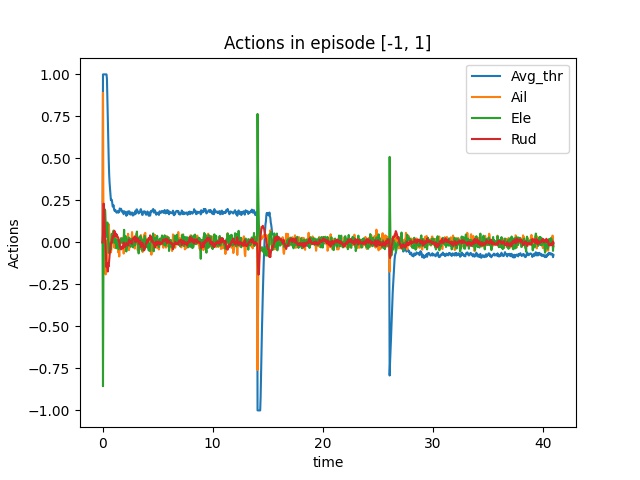 Actions in episode [-1, 1]
Avg_thr
Ail
Ele
Rud
1.00
0.75
0.50
0.25
0.00
−0.25
−0.50
−0.75
−1.00
Actions
0 10 20 30 40
time